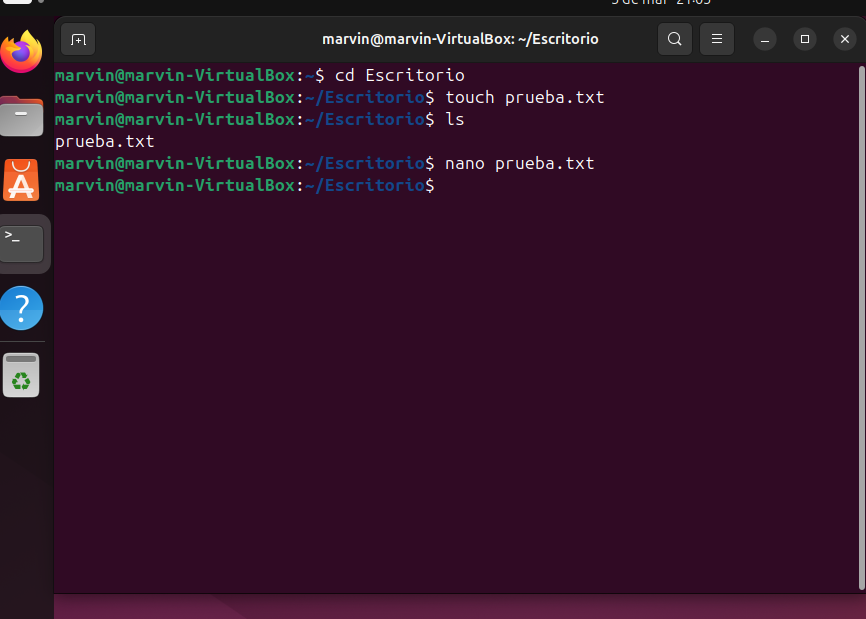 marvin@marvin-VirtualBox: ~/Escritorio
marvin@marvin-VirtualBox:~$ cd Escritorio
marvin@marvin-VirtualBox:~/Escritorio$ touch prueba.txt
marvin@marvin-VirtualBox:~/Escritorio$ ls
prueba.txt
marvin@marvin-VirtualBox:~/Escritorio$ nano prueba.txt
marvin@marvin-VirtualBox:~/Escritorio$